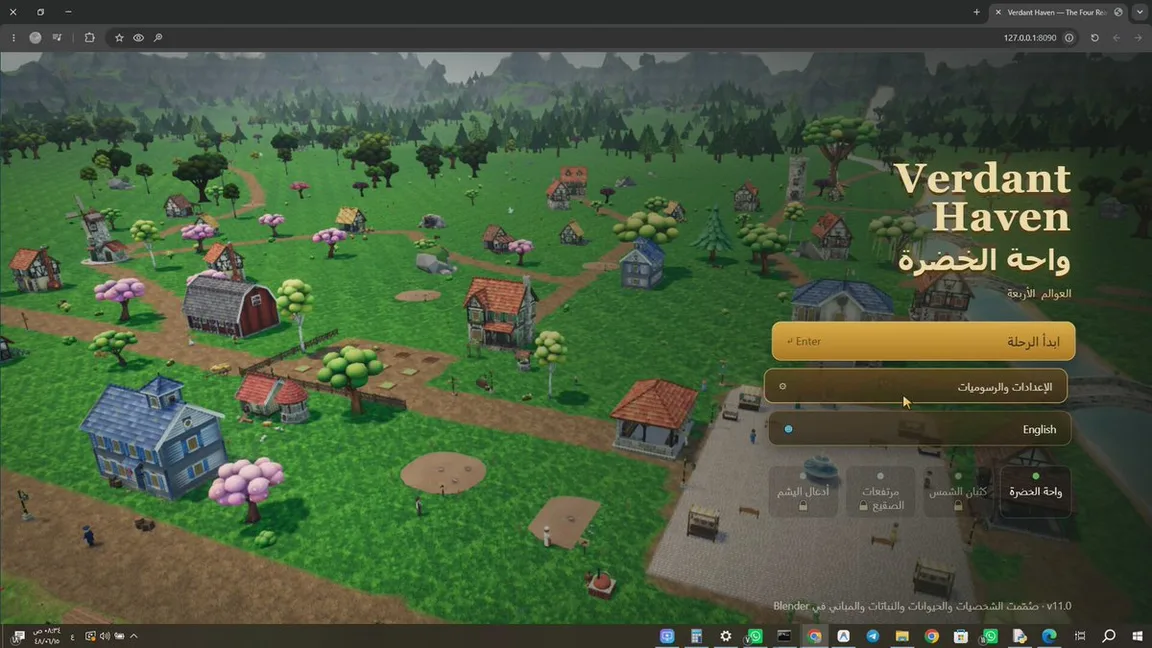 Verdant Haven — The Four Rea
127.0.0.1:8090
Verdant
Haven
واحة الخضرة
العوالم الأربعة
ابدأ الرحلة
↵ Enter
الإعدادات والرسوميات
English
واحة الخضرة
كثبان الشمس
مرتفعات
الصقيع
أدغال اليشم
v11.0 · صُمّمت الشخصيات والحيوانات والنباتات والمباني في Blender
ع